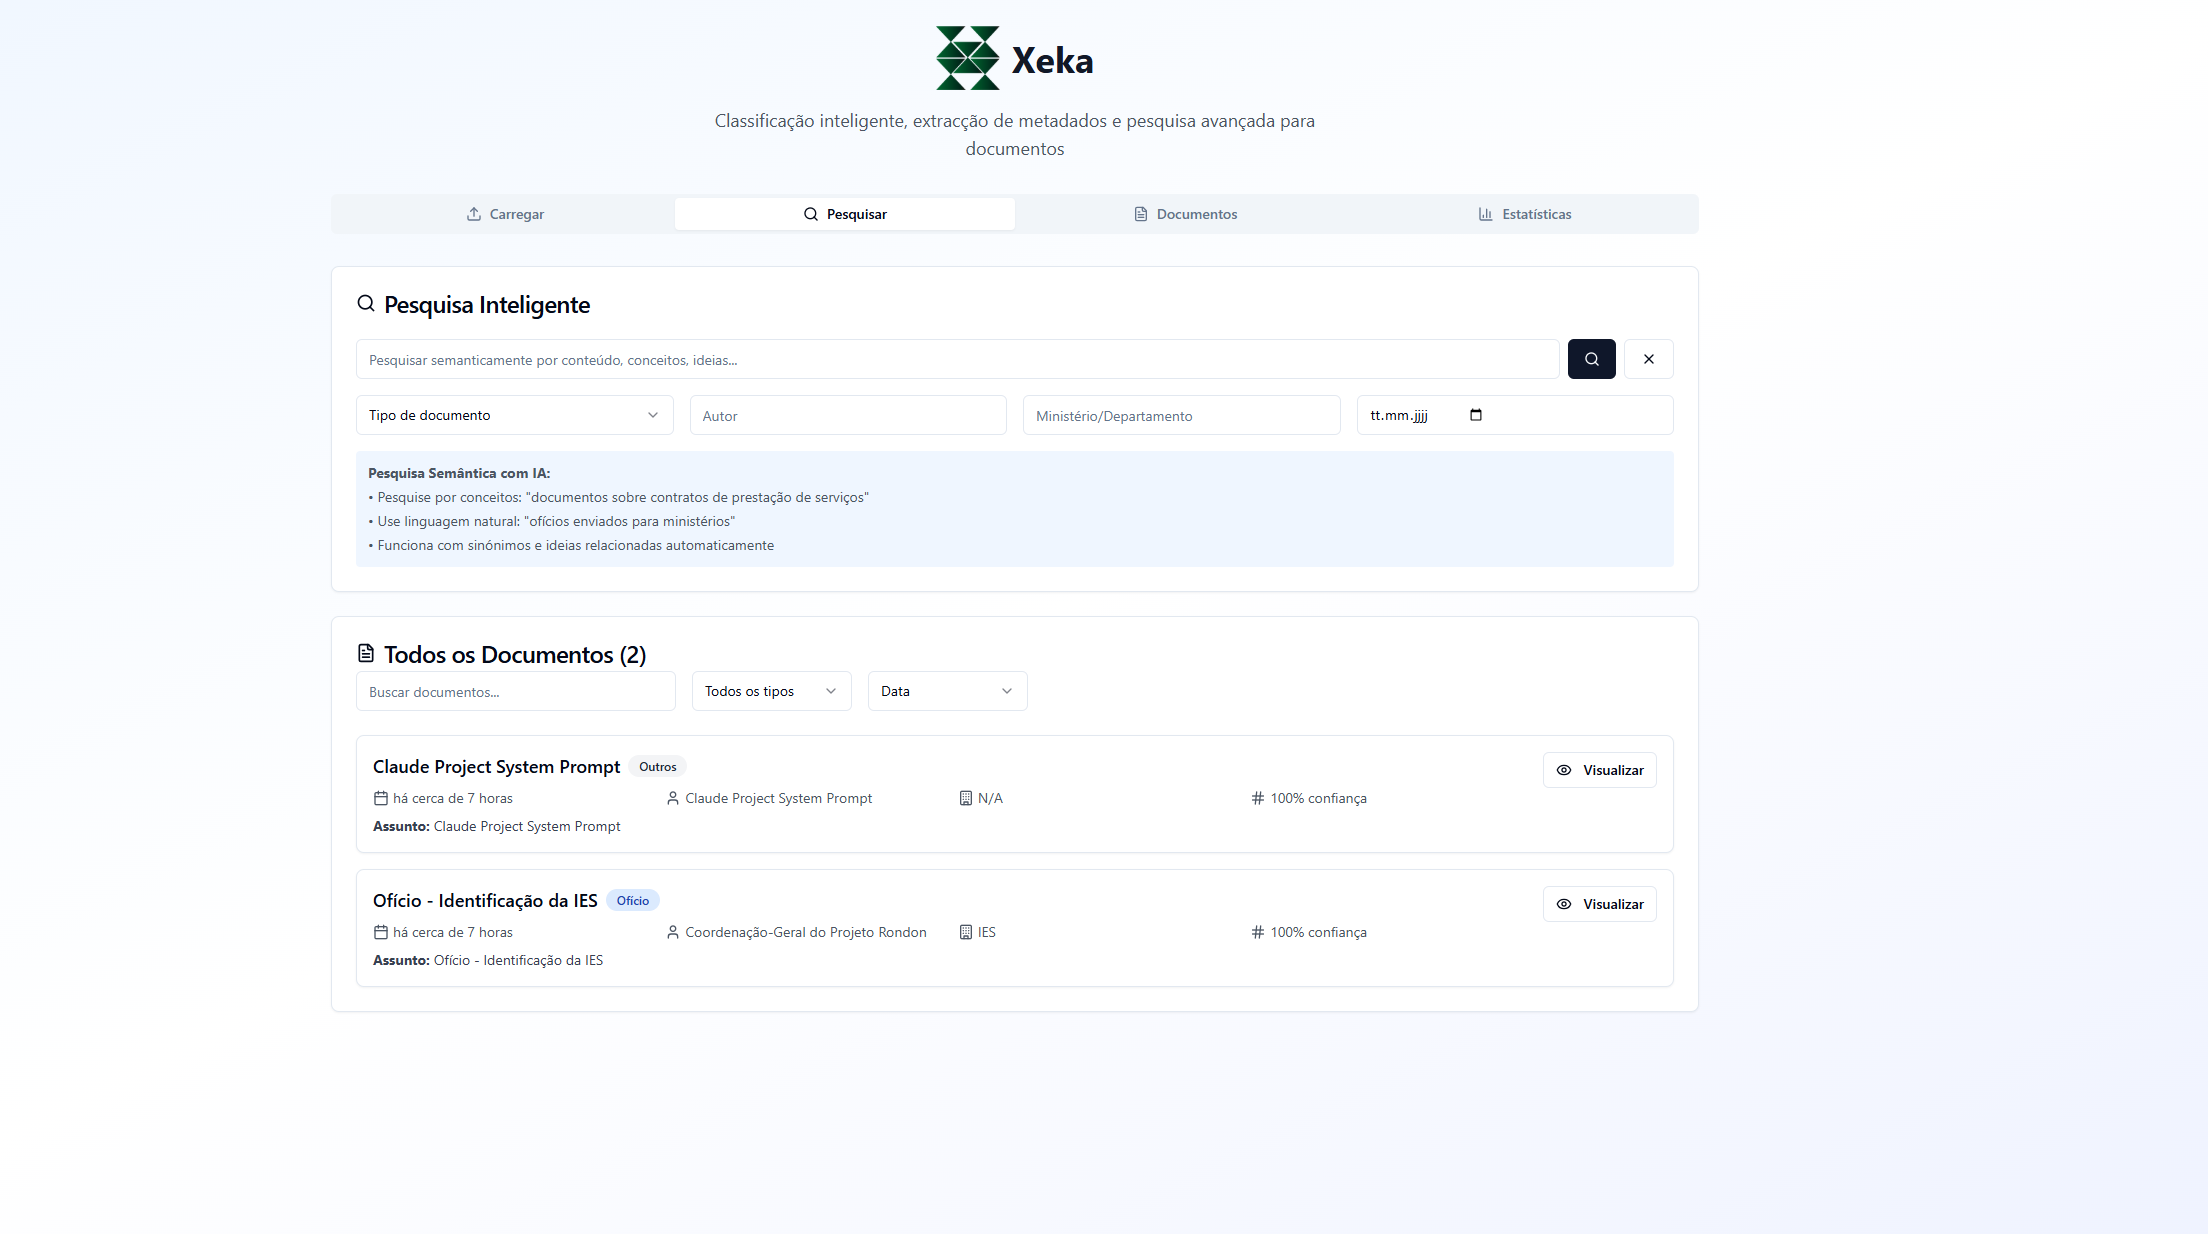 Xeka
Classificação inteligente, extracção de metadados e pesquisa avançada para
documentos
Carregar
Pesquisar
Documentos
Estatísticas
Pesquisa Inteligente
Pesquisar semanticamente por conteúdo, conceitos, ideias...
Tipo de documento
Autor
Ministério/Departamento
tt.mm.jjjj
Pesquisa Semântica com IA:
• Pesquise por conceitos: "documentos sobre contratos de prestação de serviços"
• Use linguagem natural: "ofícios enviados para ministérios"
• Funciona com sinónimos e ideias relacionadas automaticamente
Todos os Documentos (2)
Buscar documentos...
Todos os tipos
Data
Claude Project System Prompt Outros
Visualizar
há cerca de 7 horas
Claude Project System Prompt
N/A
# 100% confiança
Assunto: Claude Project System Prompt
Ofício - Identificação da IES Ofício
Visualizar
há cerca de 7 horas
Coordenação-Geral do Projeto Rondon
IES
# 100% confiança
Assunto: Ofício - Identificação da IES